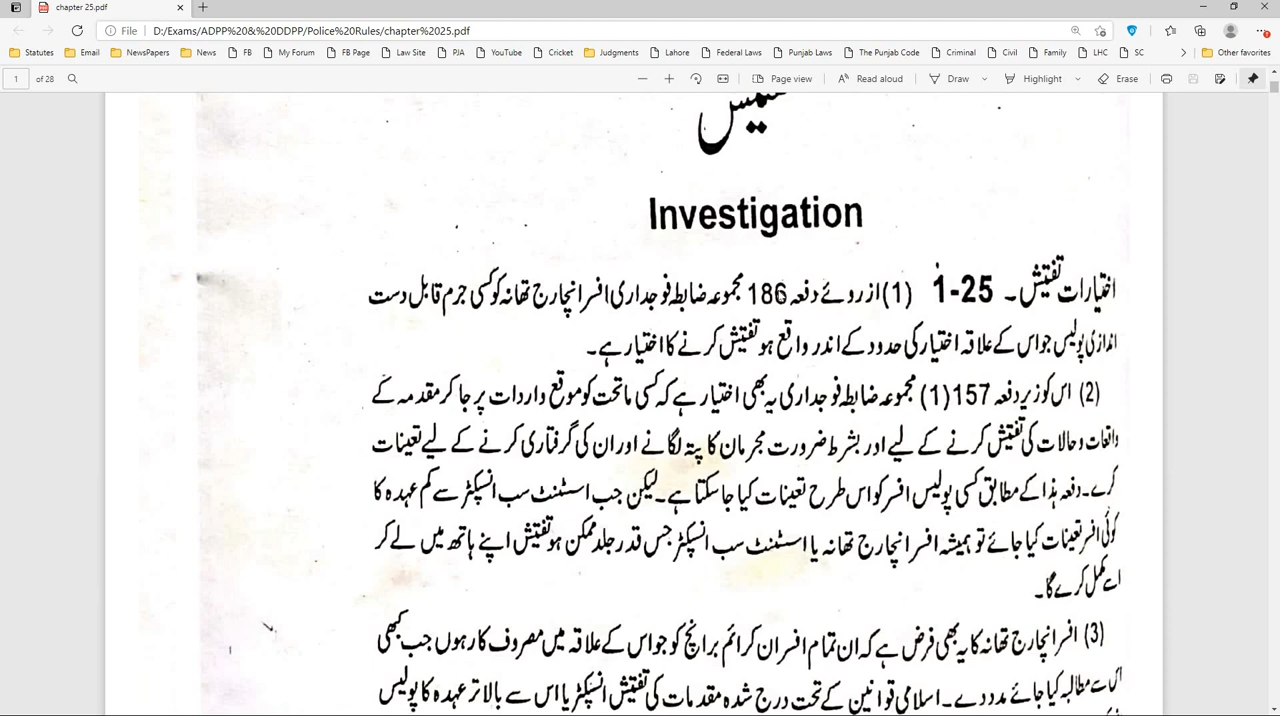 chapter 25.pdf
File D:/Exams/ADPP%20&%20DDPP/Police%20Rules/chapter%2025.pdf
Statutes Email NewsPapers News FB My Forum FB Page Law Site PJA YouTube Cricket Judgments Lahore Federal Laws Punjab Laws The Punjab Code Criminal Civil Family LHC SC Other favorites
1 of 28 Page view Read aloud Draw Highlight Erase
تفتیش
Investigation
اختیارات تفتیش۔ 1-25 (1) ازروئے دفعہ 186 مجموعہ ضابطہ فوجداری افسر انچارج تھانہ کو کسی جرم قابل دست
اندازی پولیس جو اس کے علاقہ اختیار کی حدود کے اندر واقع ہو تفتیش کرنے کا اختیار ہے۔
(2) اس کو زیر دفعہ 157(1) مجموعہ ضابطہ فوجداری یہ بھی اختیار ہے کہ کسی ماتحت کو موقع واردات پر جا کر مقدمہ کے
واقعات و حالات کی تفتیش کرنے کے لیے اور بشرط ضرورت مجرمان کا پتہ لگانے اور ان کی گرفتاری کرنے کے لیے تعینات
کرے۔ دفعہ ہذا کے مطابق کسی پولیس افسر کو اس طرح تعینات کیا جا سکتا ہے۔ لیکن جب اسسٹنٹ سب انسپکٹر سے کم عہدہ کا
کوئی افسر تعینات کیا جائے تو ہمیشہ افسر انچارج تھانہ یا اسسٹنٹ سب انسپکٹر جس قدر جلد ممکن ہو تفتیش اپنے ہاتھ میں لے کر
اسے مکمل کرے گا۔
(3) افسر انچارج تھانہ کا یہ بھی فرض ہے کہ ان تمام افسران کرائم برانچ کو جو اس کے علاقہ میں مصروف کار ہوں جب کبھی
اس سے مطالبہ کیا جائے مدد دے۔ اسلامی قوانین کے تحت درج شدہ مقدمات کی تفتیش انسپکٹر یا اس سے بالاتر عہدہ کا پولیس